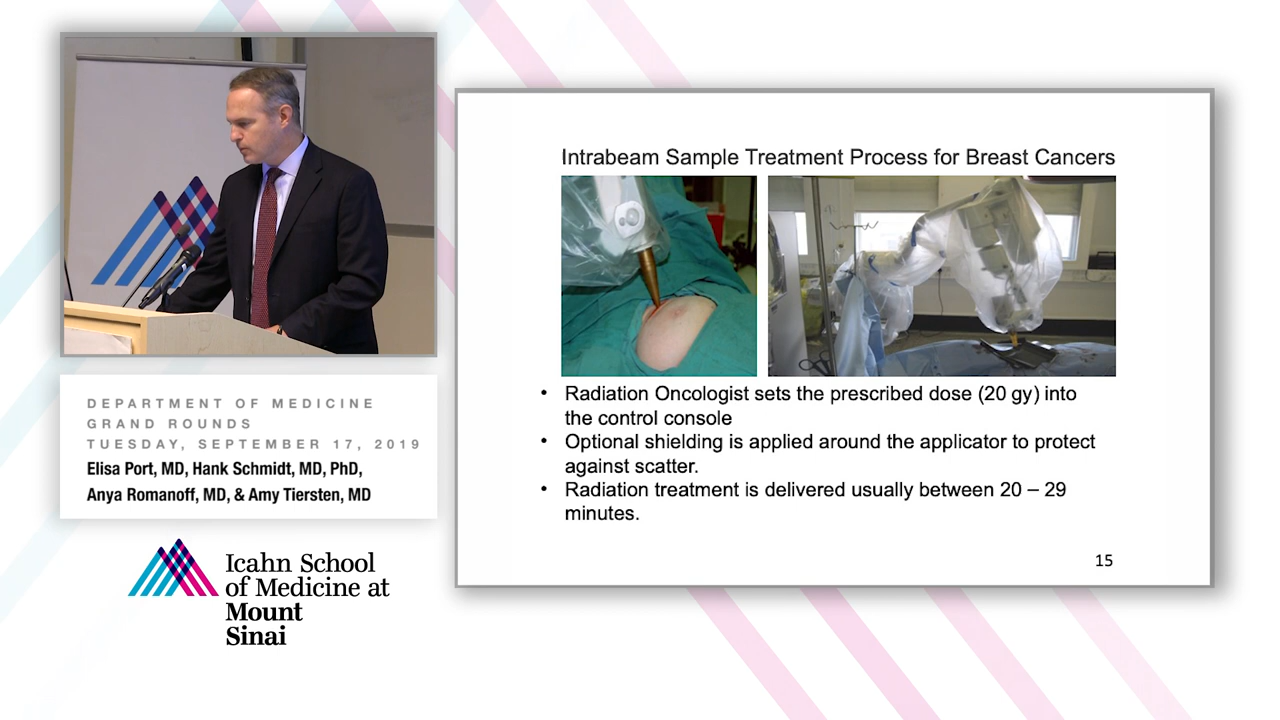 Intrabeam Sample Treatment Process for Breast Cancers
• Radiation Oncologist sets the prescribed dose (20 gy) into
the control console
• Optional shielding is applied around the applicator to protect
against scatter.
• Radiation treatment is delivered usually between 20 – 29
minutes.
15
DEPARTMENT OF MEDICINE
GRAND ROUNDS
TUESDAY, SEPTEMBER 17, 2019
Elisa Port, MD, Hank Schmidt, MD, PhD,
Anya Romanoff, MD, & Amy Tiersten, MD
Icahn School
of Medicine at
Mount
Sinai